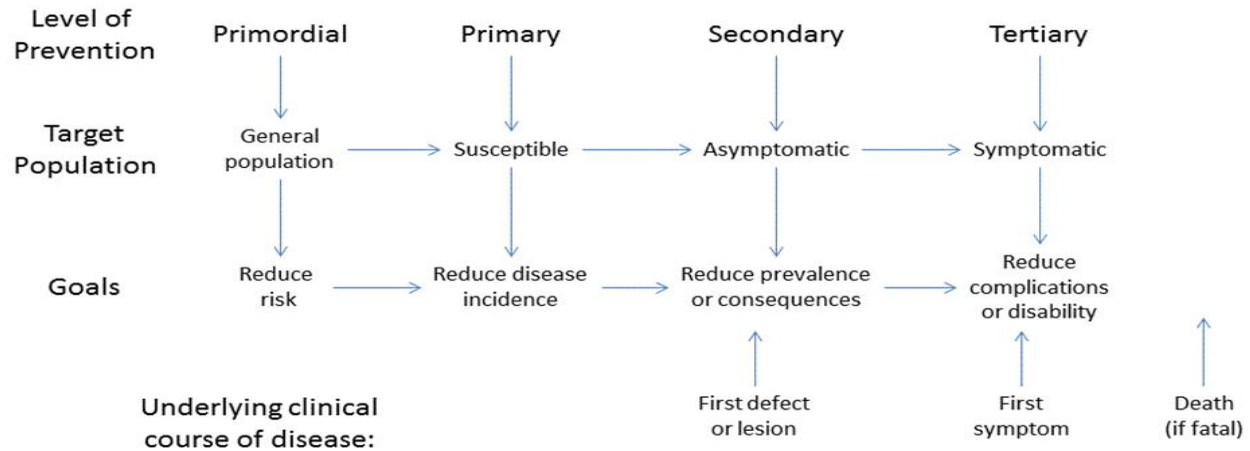 Level of
Prevention
Primordial
Primary
Secondary
Tertiary
Target
Population
General
population
Susceptible
Asymptomatic
Symptomatic
Goals
Reduce
risk
Reduce disease
incidence
Reduce prevalence
or consequences
Reduce
complications
or disability
Underlying clinical
course of disease:
First defect
or lesion
First
symptom
Death
(if fatal)